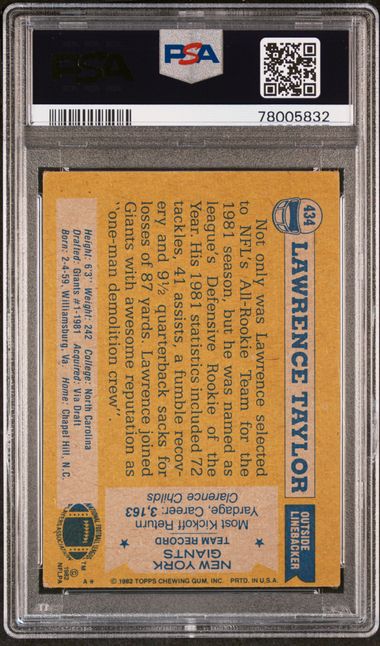 PSA
PSA
78005832
434
LAWRENCE TAYLOR
OUTSIDE
LINEBACKER
Not only was Lawrence selected
to NFL's All-Rookie Team for the
1981 season, but he was named as
league's Defensive Rookie of the
Year. His 1981 statistics included 72
tackles, 41 assists, a fumble recov-
ery and 9½ quarterback sacks for
losses of 87 yards. Lawrence joined
Giants with awesome reputation as
"one-man demolition crew".
NEW YORK
GIANTS
TEAM RECORD
Most Kickoff Return
Yardage, Career: 3,163
Clarence Childs
Height: 6'3" Weight: 242 College: North Carolina
Drafted: Giants #1-1981 Acquired: Via Draft
Born: 2-4-59, Williamsburg, Va Home: Chapel Hill, N.C.
TM
© 1982
NFLPA
A*
© 1982 TOPPS CHEWING GUM, INC. PRTD. IN U.S.A.